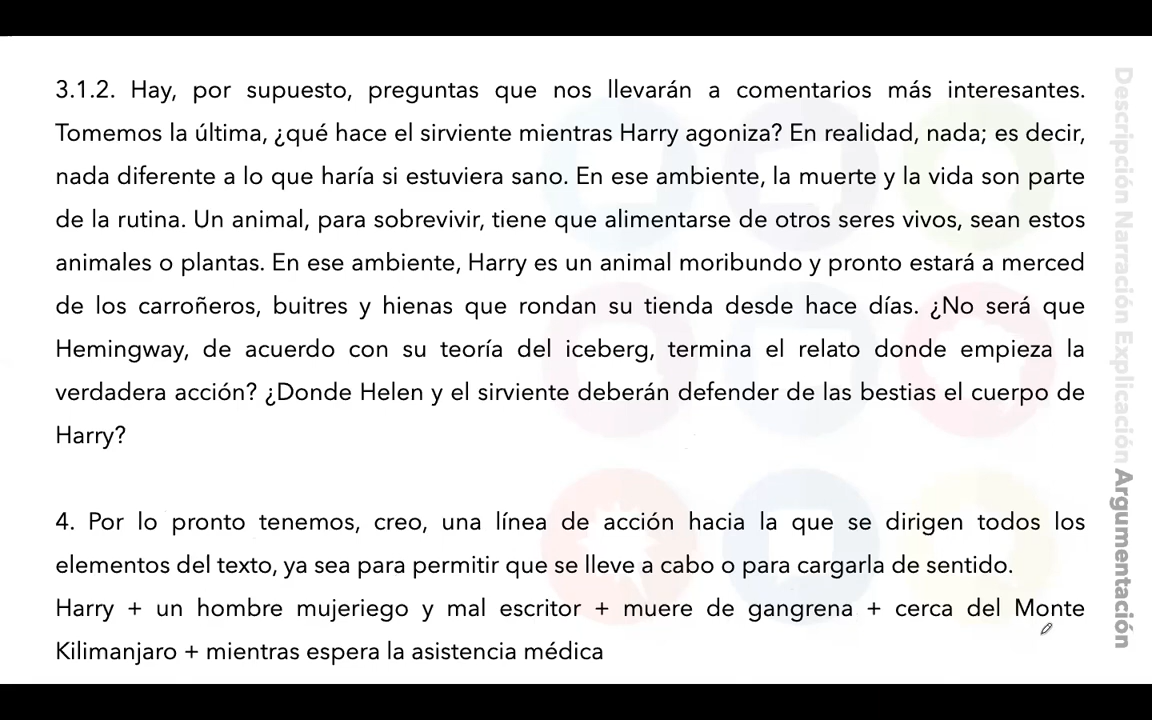 3.1.2. Hay, por supuesto, preguntas que nos llevarán a comentarios más interesantes.
Tomemos la última, ¿qué hace el sirviente mientras Harry agoniza? En realidad, nada; es decir,
nada diferente a lo que haría si estuviera sano. En ese ambiente, la muerte y la vida son parte
de la rutina. Un animal, para sobrevivir, tiene que alimentarse de otros seres vivos, sean estos
animales o plantas. En ese ambiente, Harry es un animal moribundo y pronto estará a merced
de los carroñeros, buitres y hienas que rondan su tienda desde hace días. ¿No será que
Hemingway, de acuerdo con su teoría del iceberg, termina el relato donde empieza la
verdadera acción? ¿Donde Helen y el sirviente deberán defender de las bestias el cuerpo de
Harry?
4. Por lo pronto tenemos, creo, una línea de acción hacia la que se dirigen todos los
elementos del texto, ya sea para permitir que se lleve a cabo o para cargarla de sentido.
Harry + un hombre mujeriego y mal escritor + muere de gangrena + cerca del Monte
Kilimanjaro + mientras espera la asistencia médica
Descripción Narración Explicación Argumentación